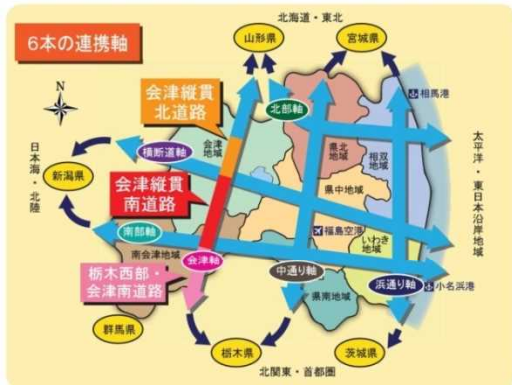 6本の連携軸
北海道・東北
山形県
宮城県
N
会津縦貫
北道路
北部軸
相馬港
会津
地域
県北
地域
相双
地域
日本海・北陸
横断道軸
新潟県
県中地域
太平洋・東日本沿岸地域
会津縦貫
南道路
福島空港
いわき
地域
南部軸
南会津地域
会津軸
中通り軸
浜通り軸
小名浜港
栃木西部・
会津南道路
県南地域
群馬県
栃木県
茨城県
北関東・首都圏